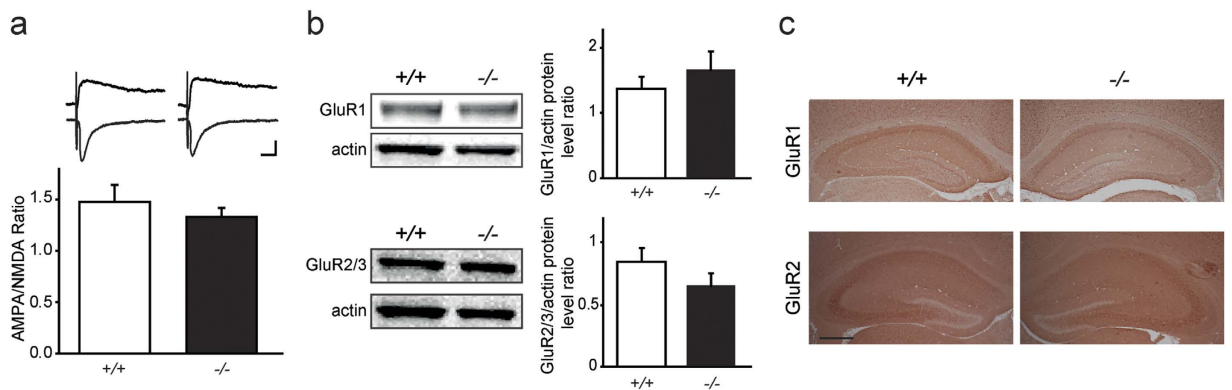 a
AMPA/NMDA Ratio
1.5
1.0
0.5
0.0
+/+
-/-
b
+/+
-/-
GluR1
actin
GluR1/actin protein
level ratio
2
1
0
+/+
-/-
+/+
-/-
GluR2/3
actin
GluR2/3/actin protein
level ratio
1
0.5
0
+/+
-/-
c
+/+
-/-
GluR1
GluR2